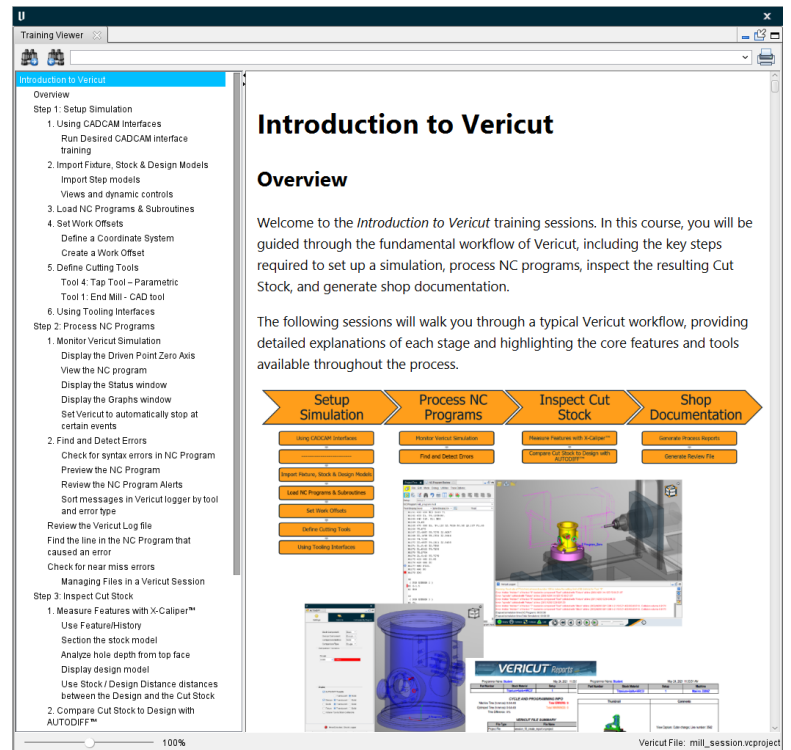 Training Viewer
Introduction to Vericut
Overview
Step 1: Setup Simulation
1. Using CADCAM Interfaces
Run Desired CADCAM interface
training
2. Import Fixture, Stock & Design Models
Import Step models
Views and dynamic controls
3. Load NC Programs & Subroutines
4. Set Work Offsets
Define a Coordinate System
Create a Work Offset
5. Define Cutting Tools
Tool 4: Tap Tool – Parametric
Tool 1: End Mill - CAD tool
6. Using Tooling Interfaces
Step 2: Process NC Programs
1. Monitor Vericut Simulation
Display the Driven Point Zero Axis
View the NC program
Display the Status window
Display the Graphs window
Set Vericut to automatically stop at
certain events
2. Find and Detect Errors
Check for syntax errors in NC Program
Preview the NC Program
Review the NC Program Alerts
Sort messages in Vericut logger by tool
and error type
Review the Vericut Log file
Find the line in the NC Program that
caused an error
Check for near miss errors
Managing Files in a Vericut Session
Step 3: Inspect Cut Stock
1. Measure Features with X-Caliper™
Use Feature/History
Section the stock model
Analyze hole depth from top face
Display design model
Use Stock / Design Distance distances
between the Design and the Cut Stock
2. Compare Cut Stock to Design with
AUTODIFF™
Introduction to Vericut
Overview
Welcome to the Introduction to Vericut training sessions. In this course, you will be
guided through the fundamental workflow of Vericut, including the key steps
required to set up a simulation, process NC programs, inspect the resulting Cut
Stock, and generate shop documentation.
The following sessions will walk you through a typical Vericut workflow, providing
detailed explanations of each stage and highlighting the core features and tools
available throughout the process.
Setup
Simulation
Process NC
Programs
Inspect Cut
Stock
Shop
Documentation
Using CADCAM Interfaces
Import Fixture, Stock & Design Models
Load NC Programs & Subroutines
Set Work Offsets
Define Cutting Tools
Using Tooling Interfaces
Monitor Vericut Simulation
Find and Detect Errors
Measure Features with X-Caliper™
Compare Cut Stock to Design with
AUTODIFF™
Generate Process Reports
Generate Review File
VERICUT Reports
CYCLE AND PROGRAMMING INFO
VERICUT FILE SUMMARY
100%
Vericut File: mill_session.vcproject